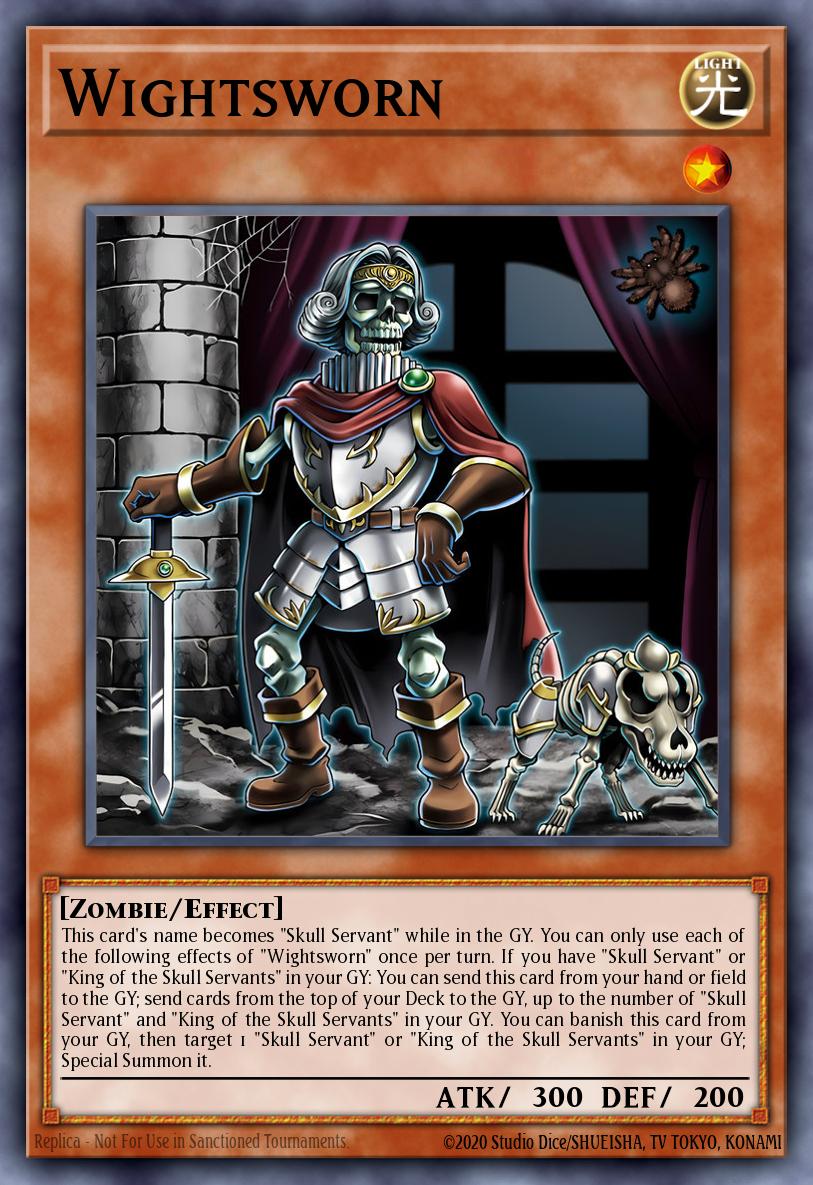 Wightsworn
LIGHT
光
[Zombie/Effect]
This card's name becomes "Skull Servant" while in the GY. You can only use each of
the following effects of "Wightsworn" once per turn. If you have "Skull Servant" or
"King of the Skull Servants" in your GY: You can send this card from your hand or field
to the GY; send cards from the top of your Deck to the GY, up to the number of "Skull
Servant" and "King of the Skull Servants" in your GY. You can banish this card from
your GY, then target 1 "Skull Servant" or "King of the Skull Servants" in your GY;
Special Summon it.
ATK/ 300 DEF/ 200
Replica - Not For Use in Sanctioned Tournaments.
©2020 Studio Dice/SHUEISHA, TV TOKYO, KONAMI